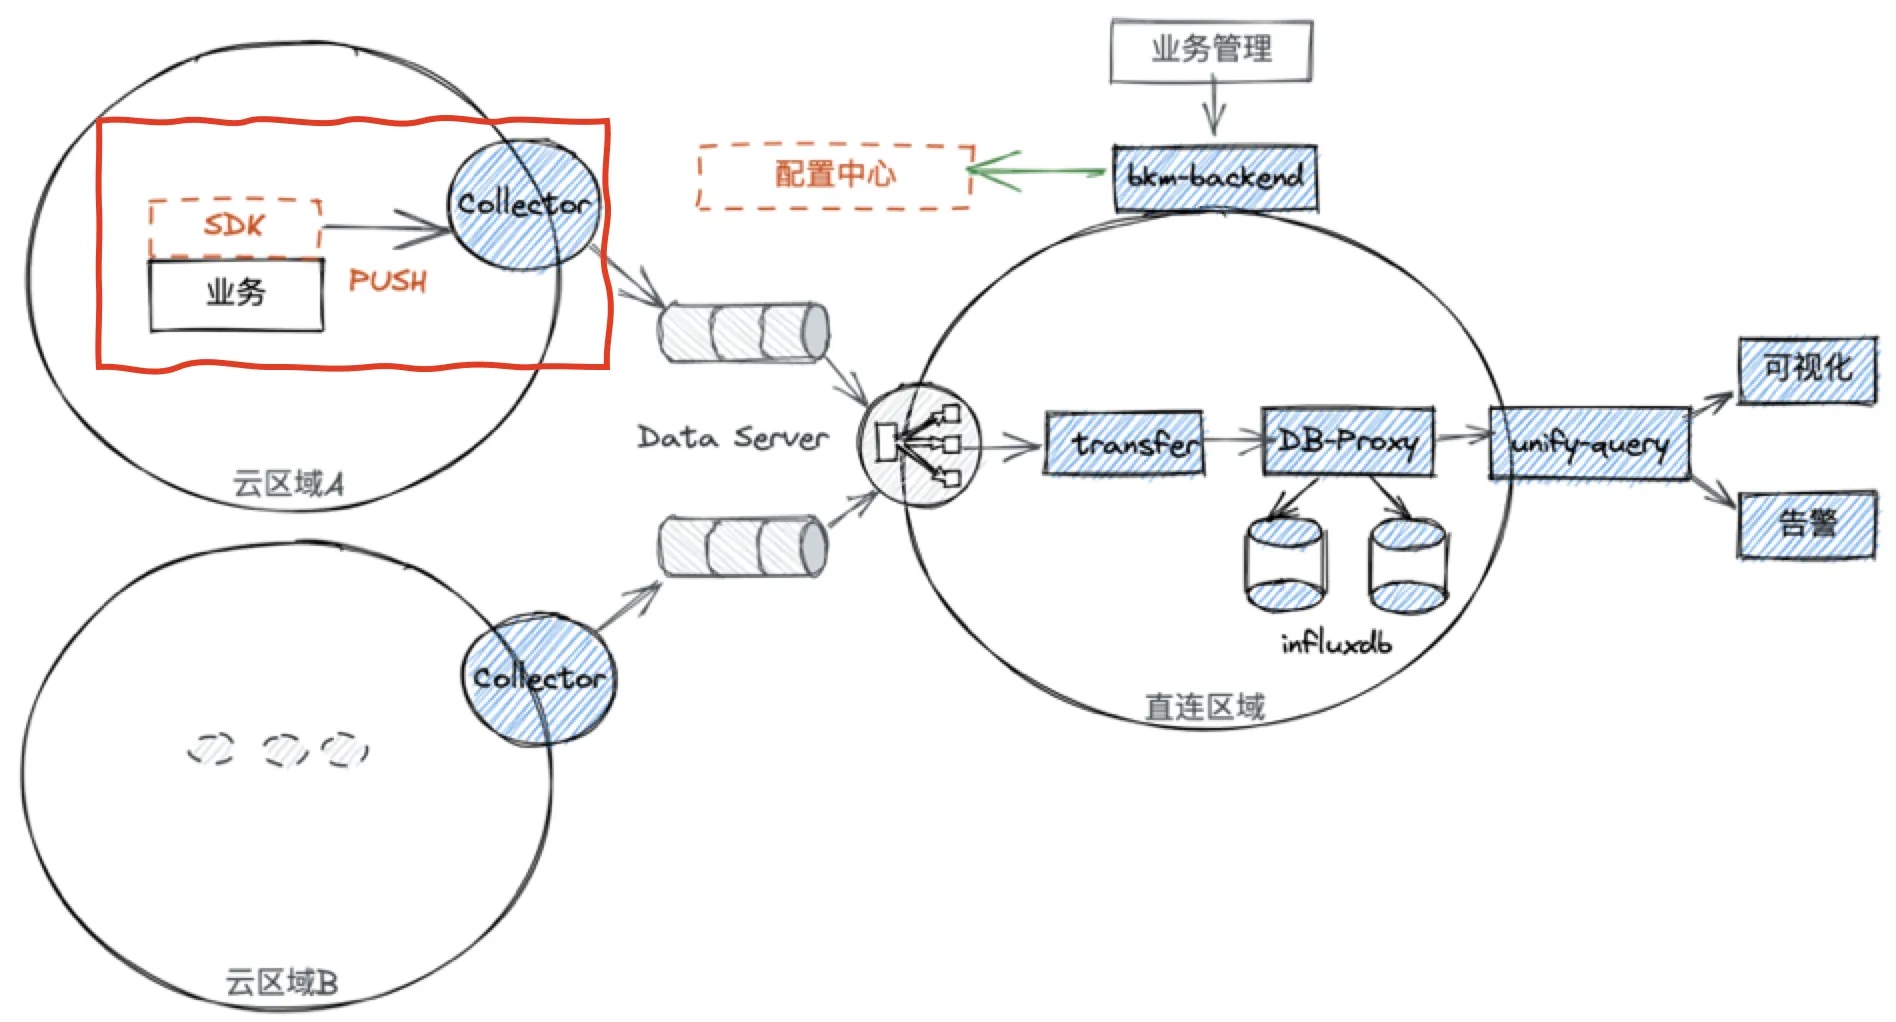 业务管理
配置中心
bkm-backend
Collector
SDK
PUSH
业务
云区域A
Data Server
transfer
DB-Proxy
unify-query
可视化
告警
influxdb
直连区域
Collector
云区域B